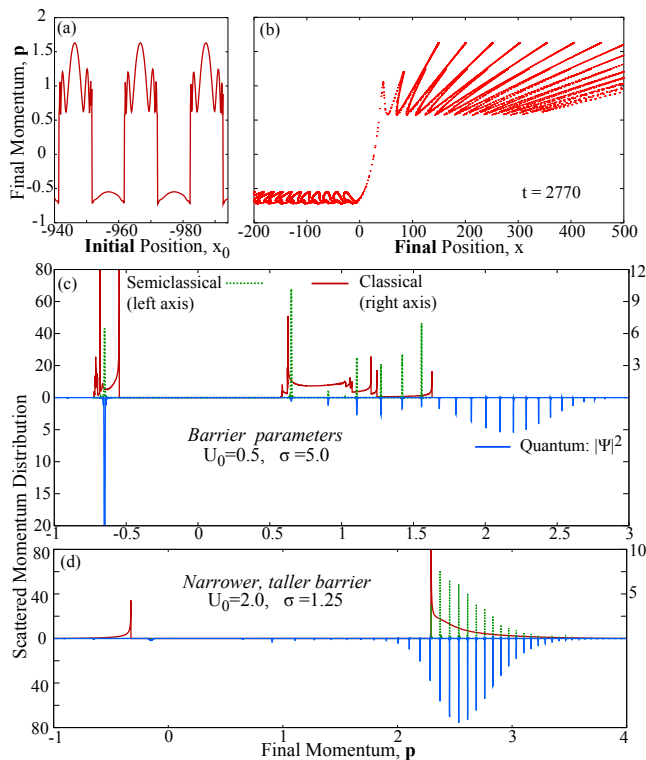 (a)
(b)
2
1.5
1
0.5
0
-0.5
-1
Final Momentum, p
-940
-960
-980
Initial Position, x0
t = 2770
-200
-100
0
100
200
300
400
500
Final Position, x
(c)
80
60
40
20
0
5
10
15
20
12
9
6
3
Semiclassical
(left axis)
Classical
(right axis)
Barrier parameters
U0=0.5, σ=5.0
Quantum: |Ψ|²
-1
-0.5
0
0.5
1
1.5
2
2.5
3
Scattered Momentum Distribution
(d)
80
40
0
40
80
10
5
Narrower, taller barrier
U0=2.0, σ=1.25
-1
0
1
2
3
4
Final Momentum, p